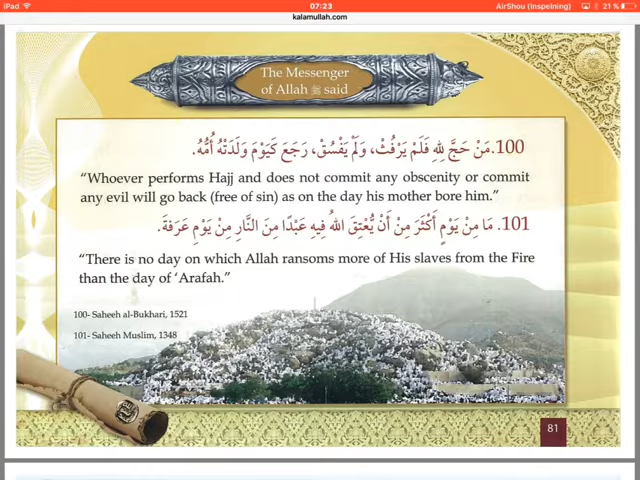 iPad 07:23 AirShou (Inspelning) 21 %
kalamullah.com
The Messenger
of Allah ﷺ said
100. مَنْ حَجَّ لِلهِ فَلَمْ يَرْفُثْ، وَلَمْ يَفْسُقْ، رَجَعَ كَيَوْمَ وَلَدَتْهُ أُمُّهُ.
“Whoever performs Hajj and does not commit any obscenity or commit
any evil will go back (free of sin) as on the day his mother bore him.”
101. مَا مِنْ يَوْمٍ أَكْثَرَ مِنْ أَنْ يُّعْتِقَ اللهُ فِيهِ عَبْدًا مِنَ النَّارِ مِنْ يَوْمِ عَرَفَةَ.
“There is no day on which Allah ransoms more of His slaves from the Fire
than the day of ‘Arafah.”
100- Saheeh al-Bukhari, 1521
101- Saheeh Muslim, 1348
81